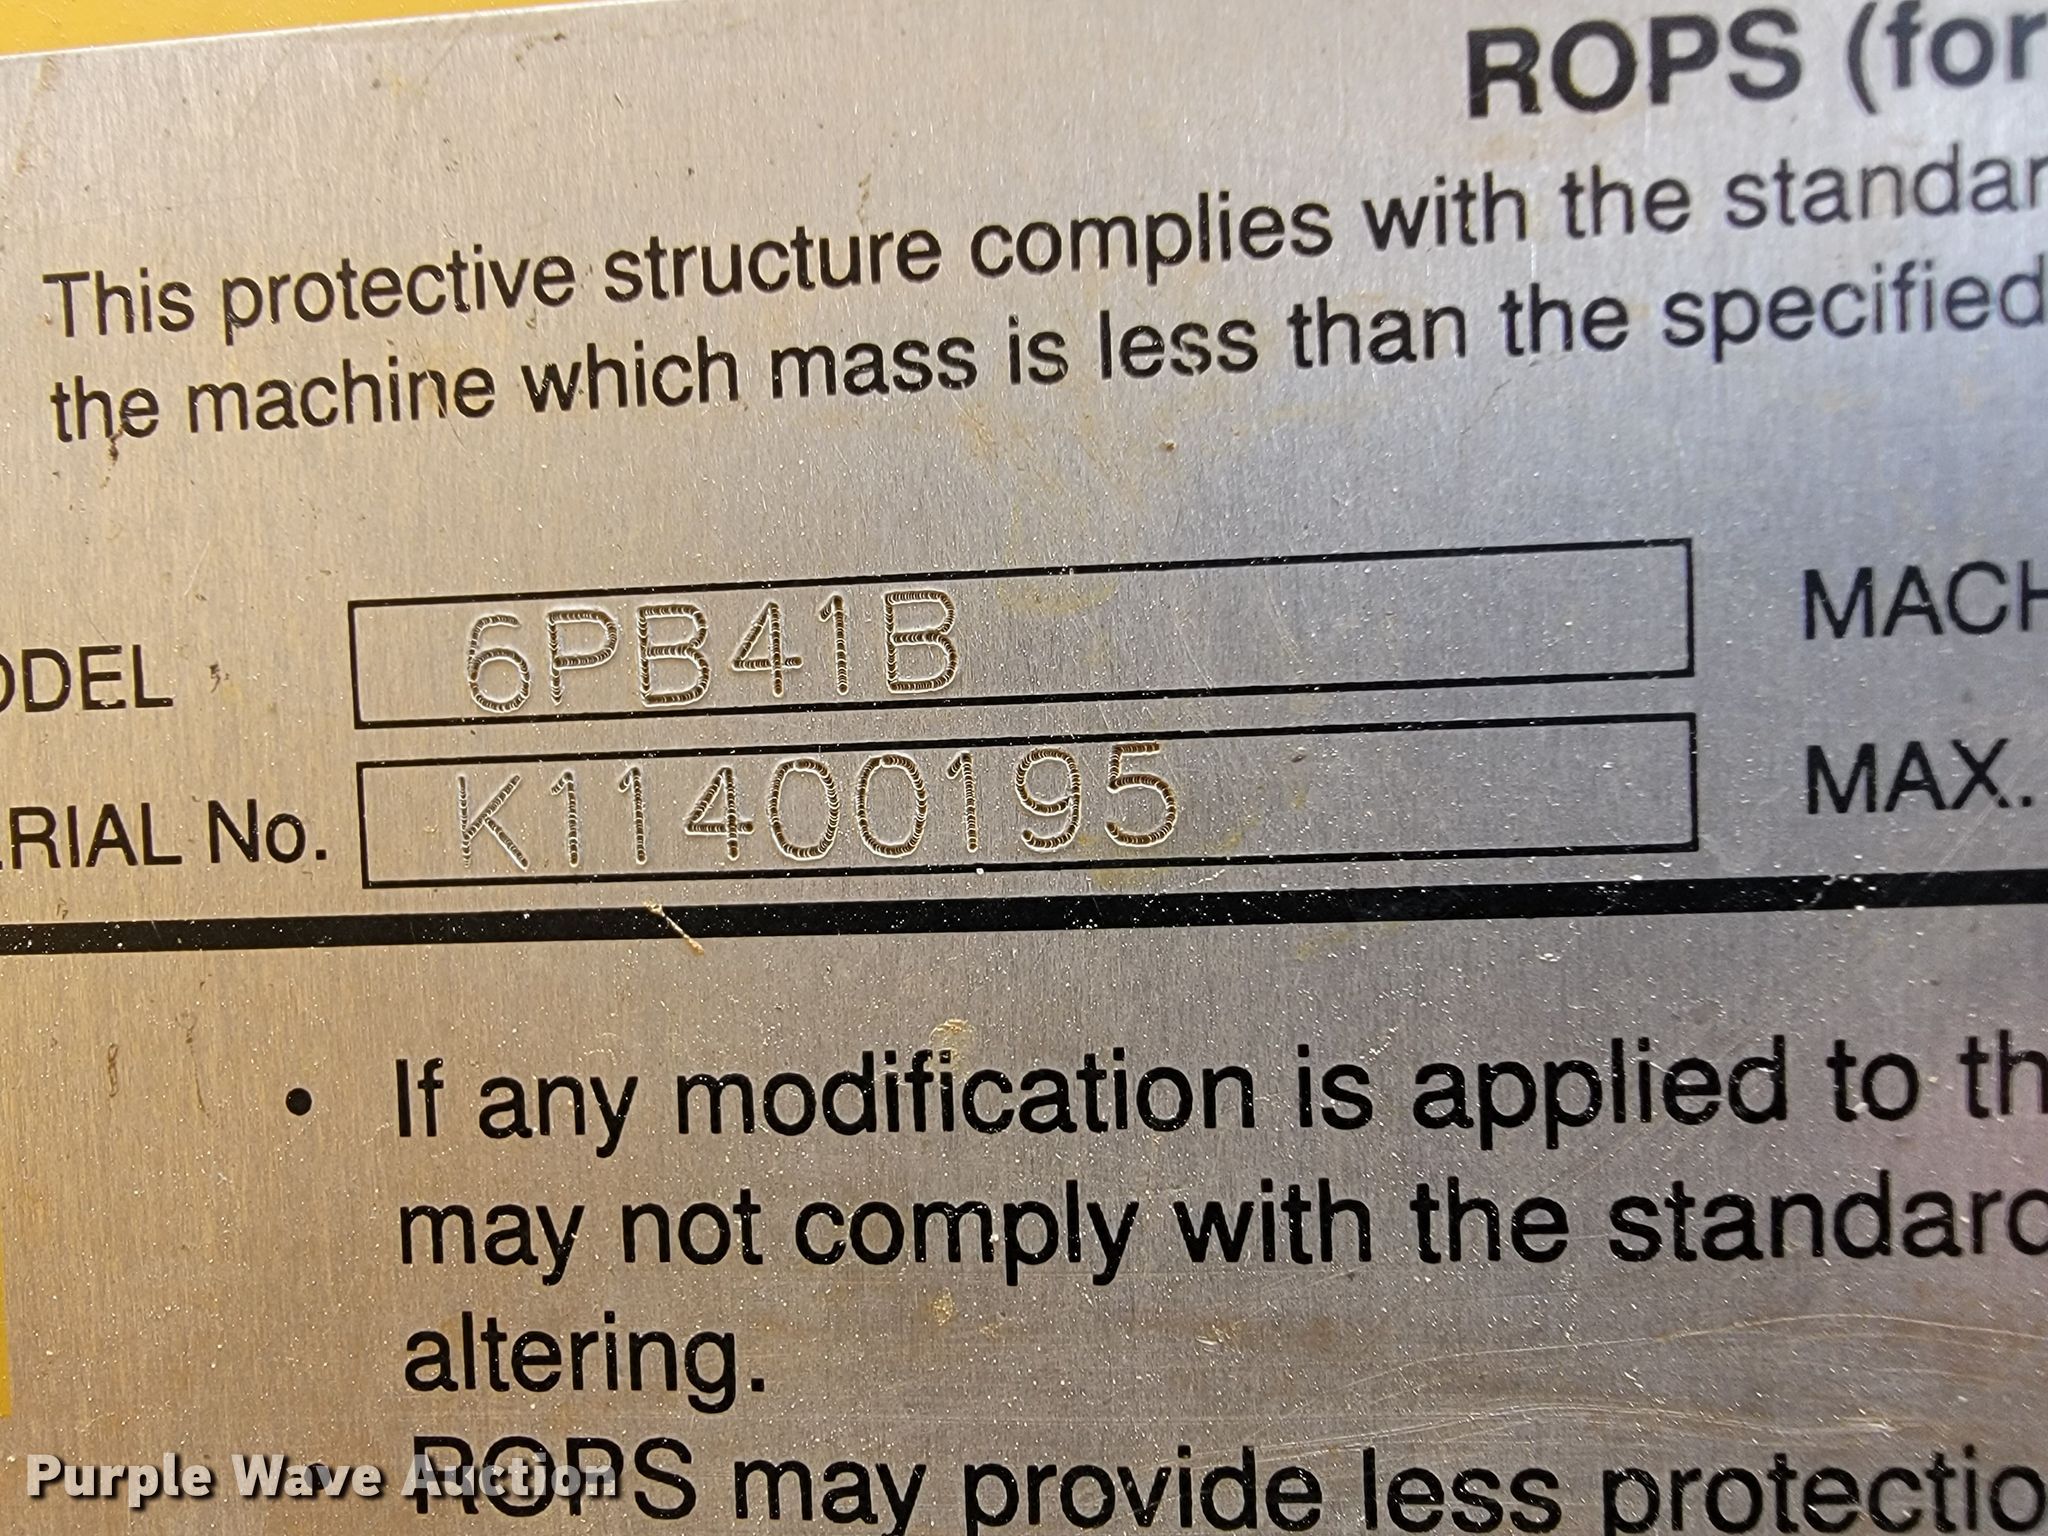 ROPS (for
This protective structure complies with the standar
the machine which mass is less than the specified
ODEL 6PB41B MACH
ERIAL No. K11400195 MAX.
• If any modification is applied to th
may not comply with the standard
altering.
• ROPS may provide less protectio
Purple Wave Auction